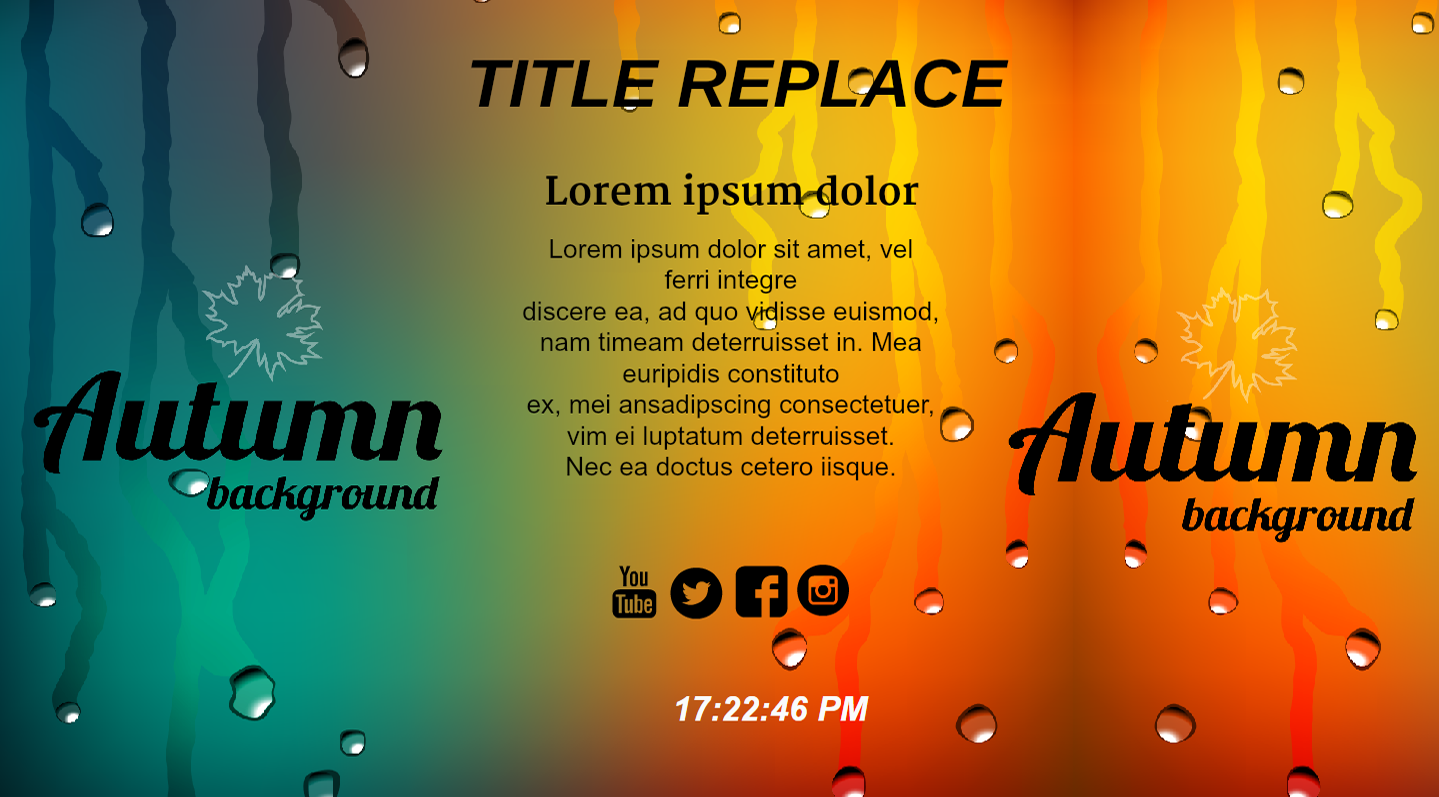 TITLE REPLACE
Lorem ipsum dolor
Lorem ipsum dolor sit amet, vel
ferri integre
discere ea, ad quo vidisse euismod,
nam timeam deterruisset in. Mea
euripidis constituto
ex, mei ansadipscing consectetuer,
vim ei luptatum deterruisset.
Nec ea doctus cetero iisque.
Autumn
background
Autumn
background
You
Tube
17:22:46 PM